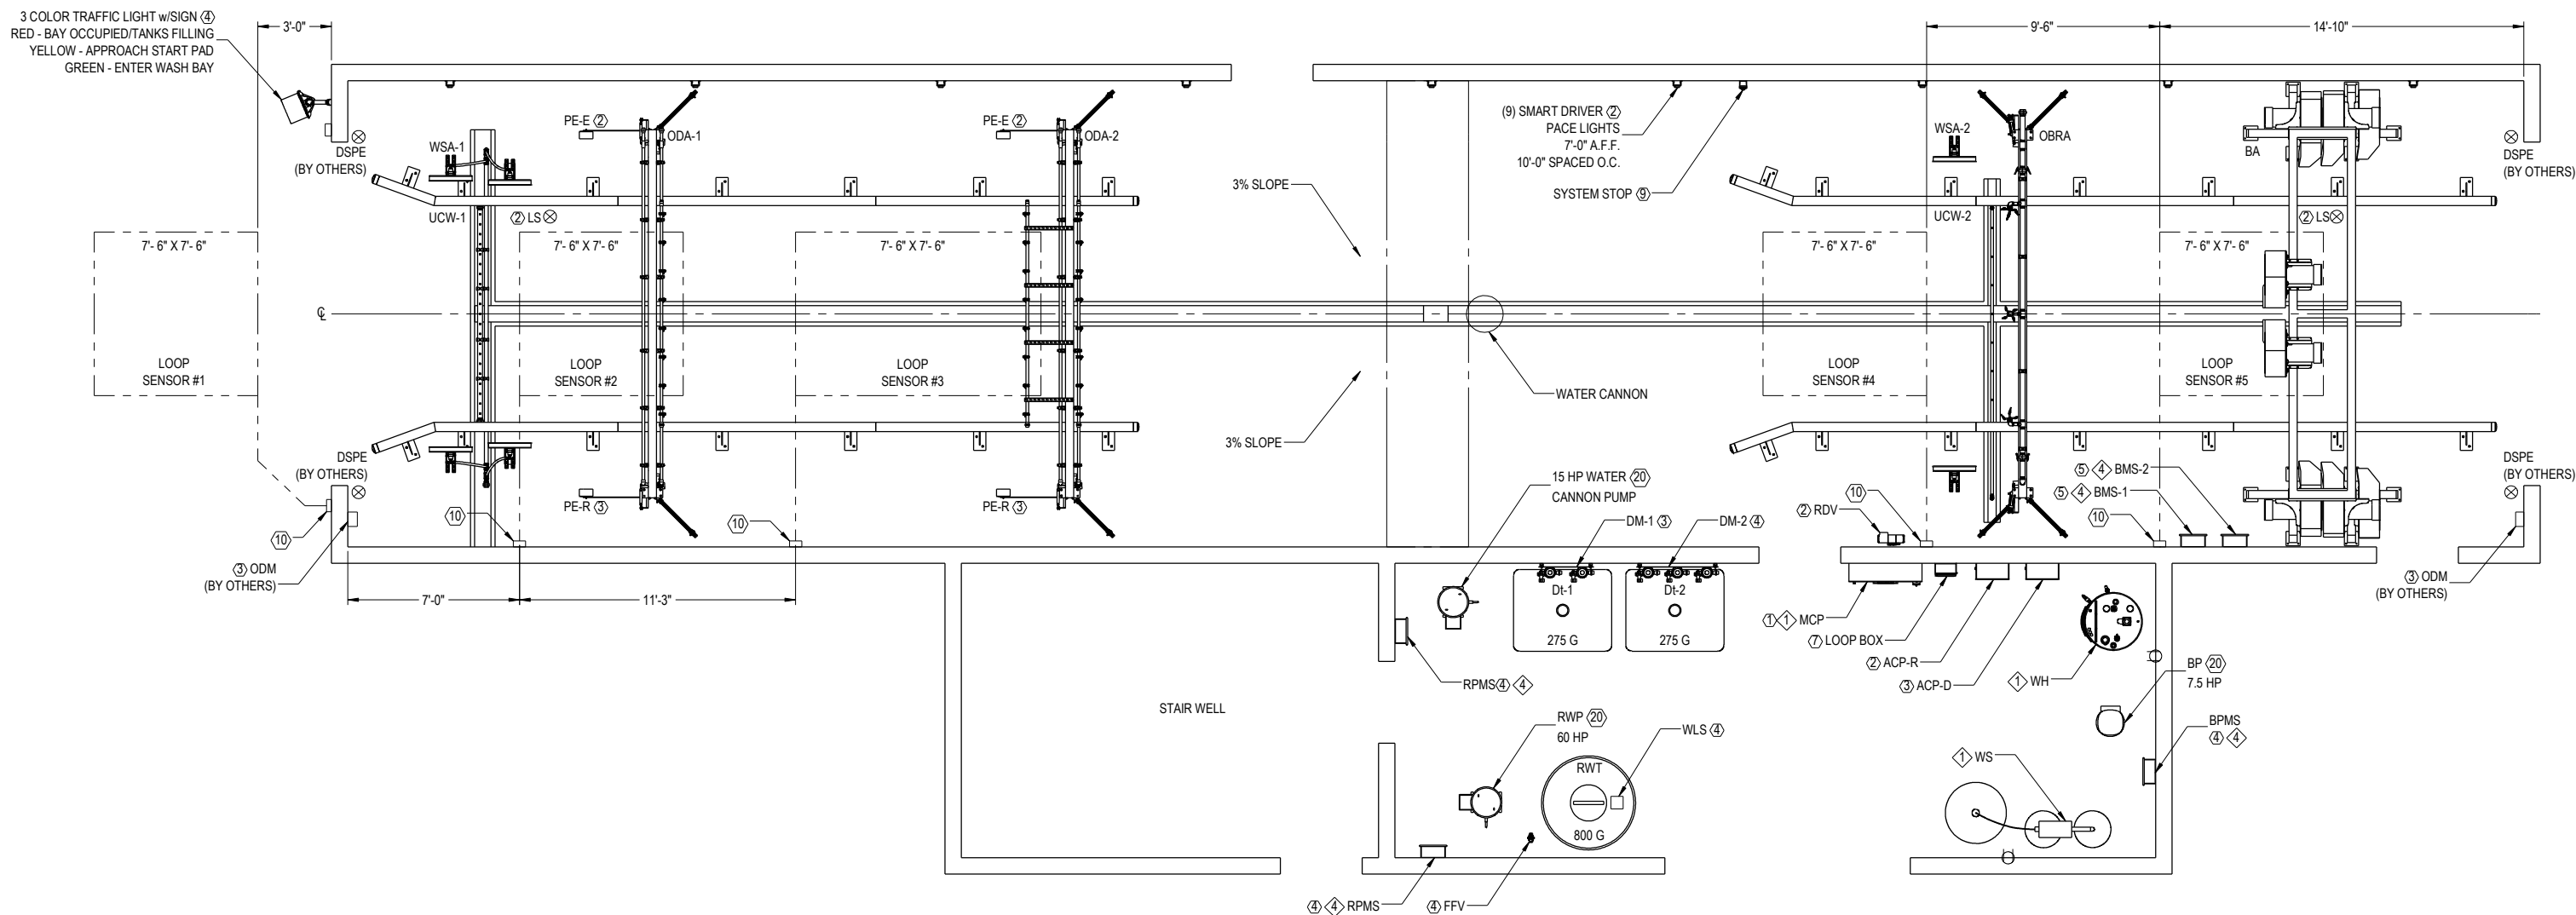 3 COLOR TRAFFIC LIGHT w/SIGN 4
RED - BAY OCCUPIED/TANKS FILLING
YELLOW - APPROACH START PAD
GREEN - ENTER WASH BAY
3'-0"
9'-6"
14'-10"
DSPE
(BY OTHERS)
WSA-1
UCW-1
PE-E 2
ODA-1
PE-E 2
ODA-2
2 LS
(9) SMART DRIVER 2
PACE LIGHTS
7'-0" A.F.F.
10'-0" SPACED O.C.
SYSTEM STOP 9
3% SLOPE
WSA-2
UCW-2
OBRA
BA
DSPE
(BY OTHERS)
2 LS
7'- 6" X 7'- 6"
7'- 6" X 7'- 6"
7'- 6" X 7'- 6"
7'- 6" X 7'- 6"
7'- 6" X 7'- 6"
CL
LOOP
SENSOR #1
LOOP
SENSOR #2
LOOP
SENSOR #3
LOOP
SENSOR #4
LOOP
SENSOR #5
WATER CANNON
3% SLOPE
DSPE
(BY OTHERS)
DSPE
(BY OTHERS)
PE-R 3
PE-R 3
10
10
10
10
10
3 ODM
(BY OTHERS)
7'-0"
11'-3"
15 HP WATER 20
CANNON PUMP
DM-1 3
DM-2 4
2 RDV
5 4 BMS-2
5 4 BMS-1
3 ODM
(BY OTHERS)
Dt-1
275 G
Dt-2
275 G
1 1 MCP
7 LOOP BOX
2 ACP-R
3 ACP-D
1 WH
BP 20
7.5 HP
RPMS 4 4
STAIR WELL
RWP 20
60 HP
WLS 4
RWT
800 G
1 WS
BPMS
4 4
4 4 RPMS
4 FFV